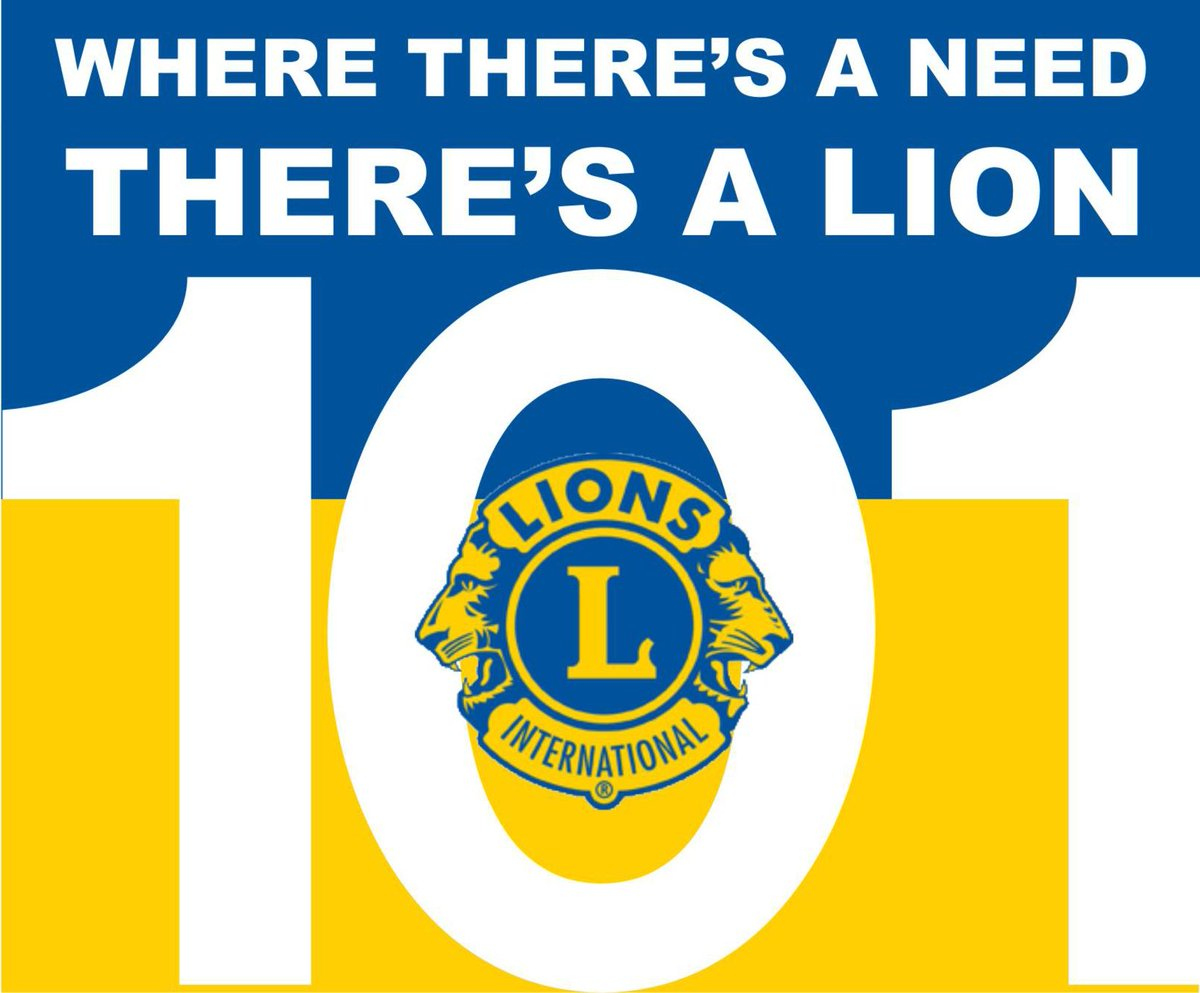 WHERE THERE’S A NEED
THERE’S A LION
101
LIONS
L
INTERNATIONAL
®